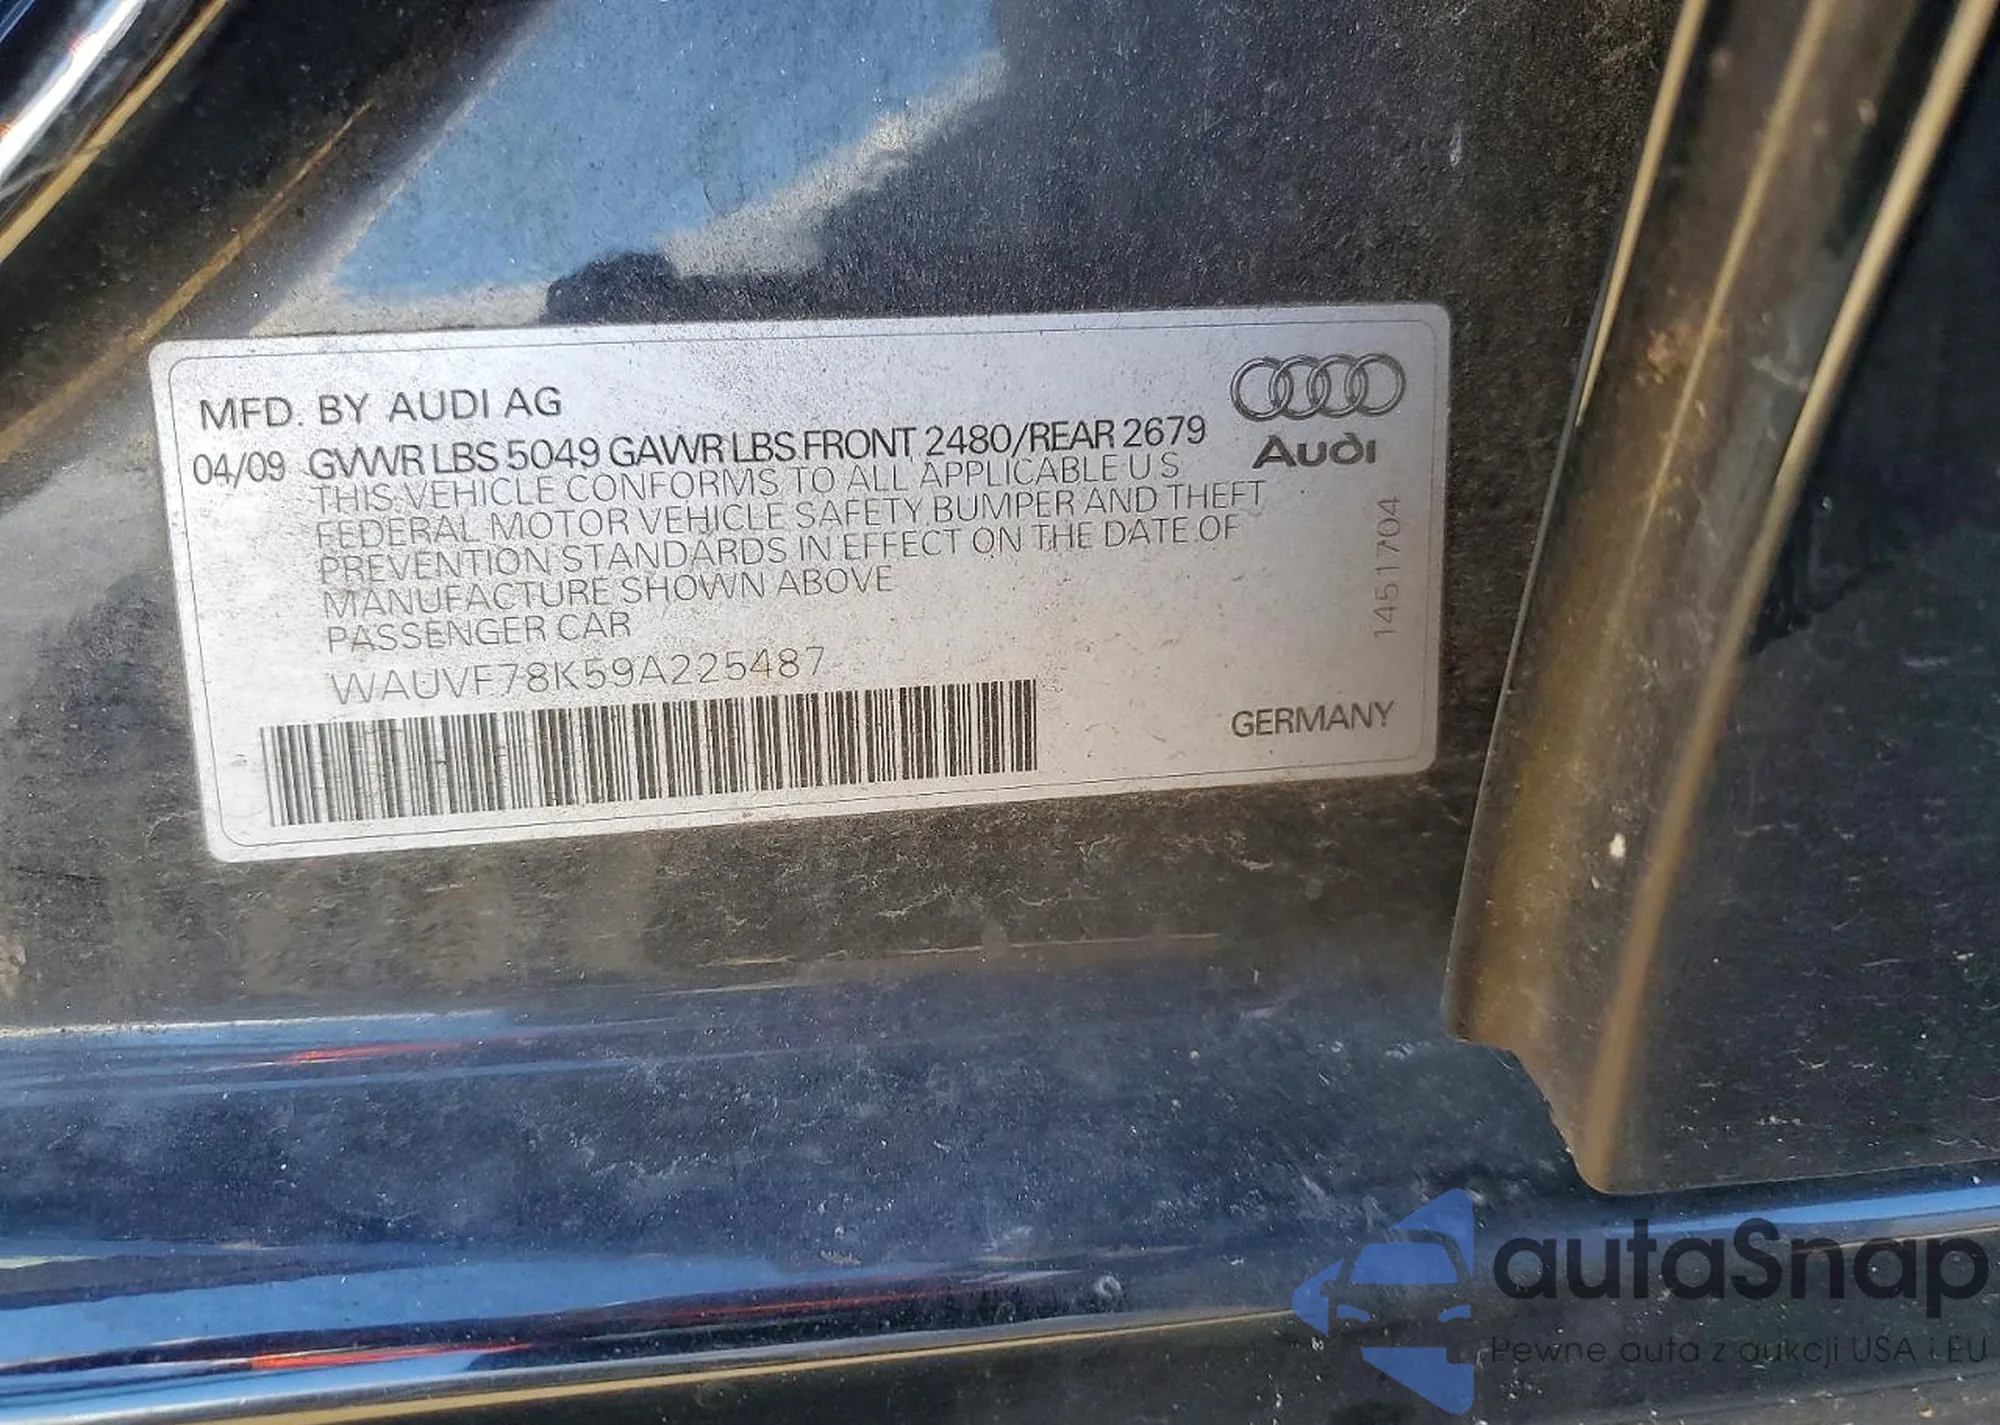 MFD. BY AUDI AG
04/09 GVWR LBS 5049 GAWR LBS FRONT 2480/REAR 2679
Audi
THIS VEHICLE CONFORMS TO ALL APPLICABLE U S
FEDERAL MOTOR VEHICLE SAFETY BUMPER AND THEFT
PREVENTION STANDARDS IN EFFECT ON THE DATE OF
MANUFACTURE SHOWN ABOVE
PASSENGER CAR
WAUVF78K59A225487
GERMANY
1451704
autaSnap
Pewne auta z aukcji USA i EU